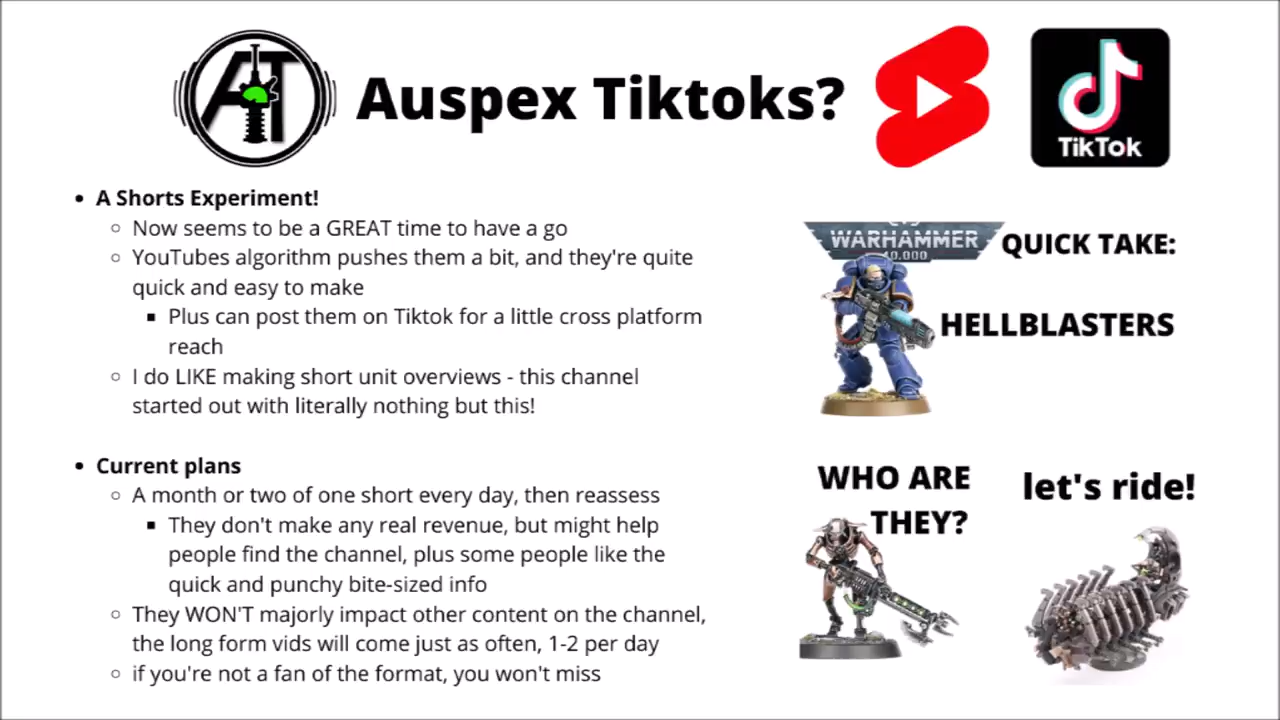 AT
Auspex Tiktoks?
TikTok
A Shorts Experiment!
Now seems to be a GREAT time to have a go
YouTubes algorithm pushes them a bit, and they're quite
quick and easy to make
Plus can post them on Tiktok for a little cross platform
reach
I do LIKE making short unit overviews - this channel
started out with literally nothing but this!
Current plans
A month or two of one short every day, then reassess
They don't make any real revenue, but might help
people find the channel, plus some people like the
quick and punchy bite-sized info
They WON'T majorly impact other content on the channel,
the long form vids will come just as often, 1-2 per day
if you're not a fan of the format, you won't miss
WARHAMMER
40,000
QUICK TAKE:
HELLBLASTERS
WHO ARE
THEY?
let's ride!